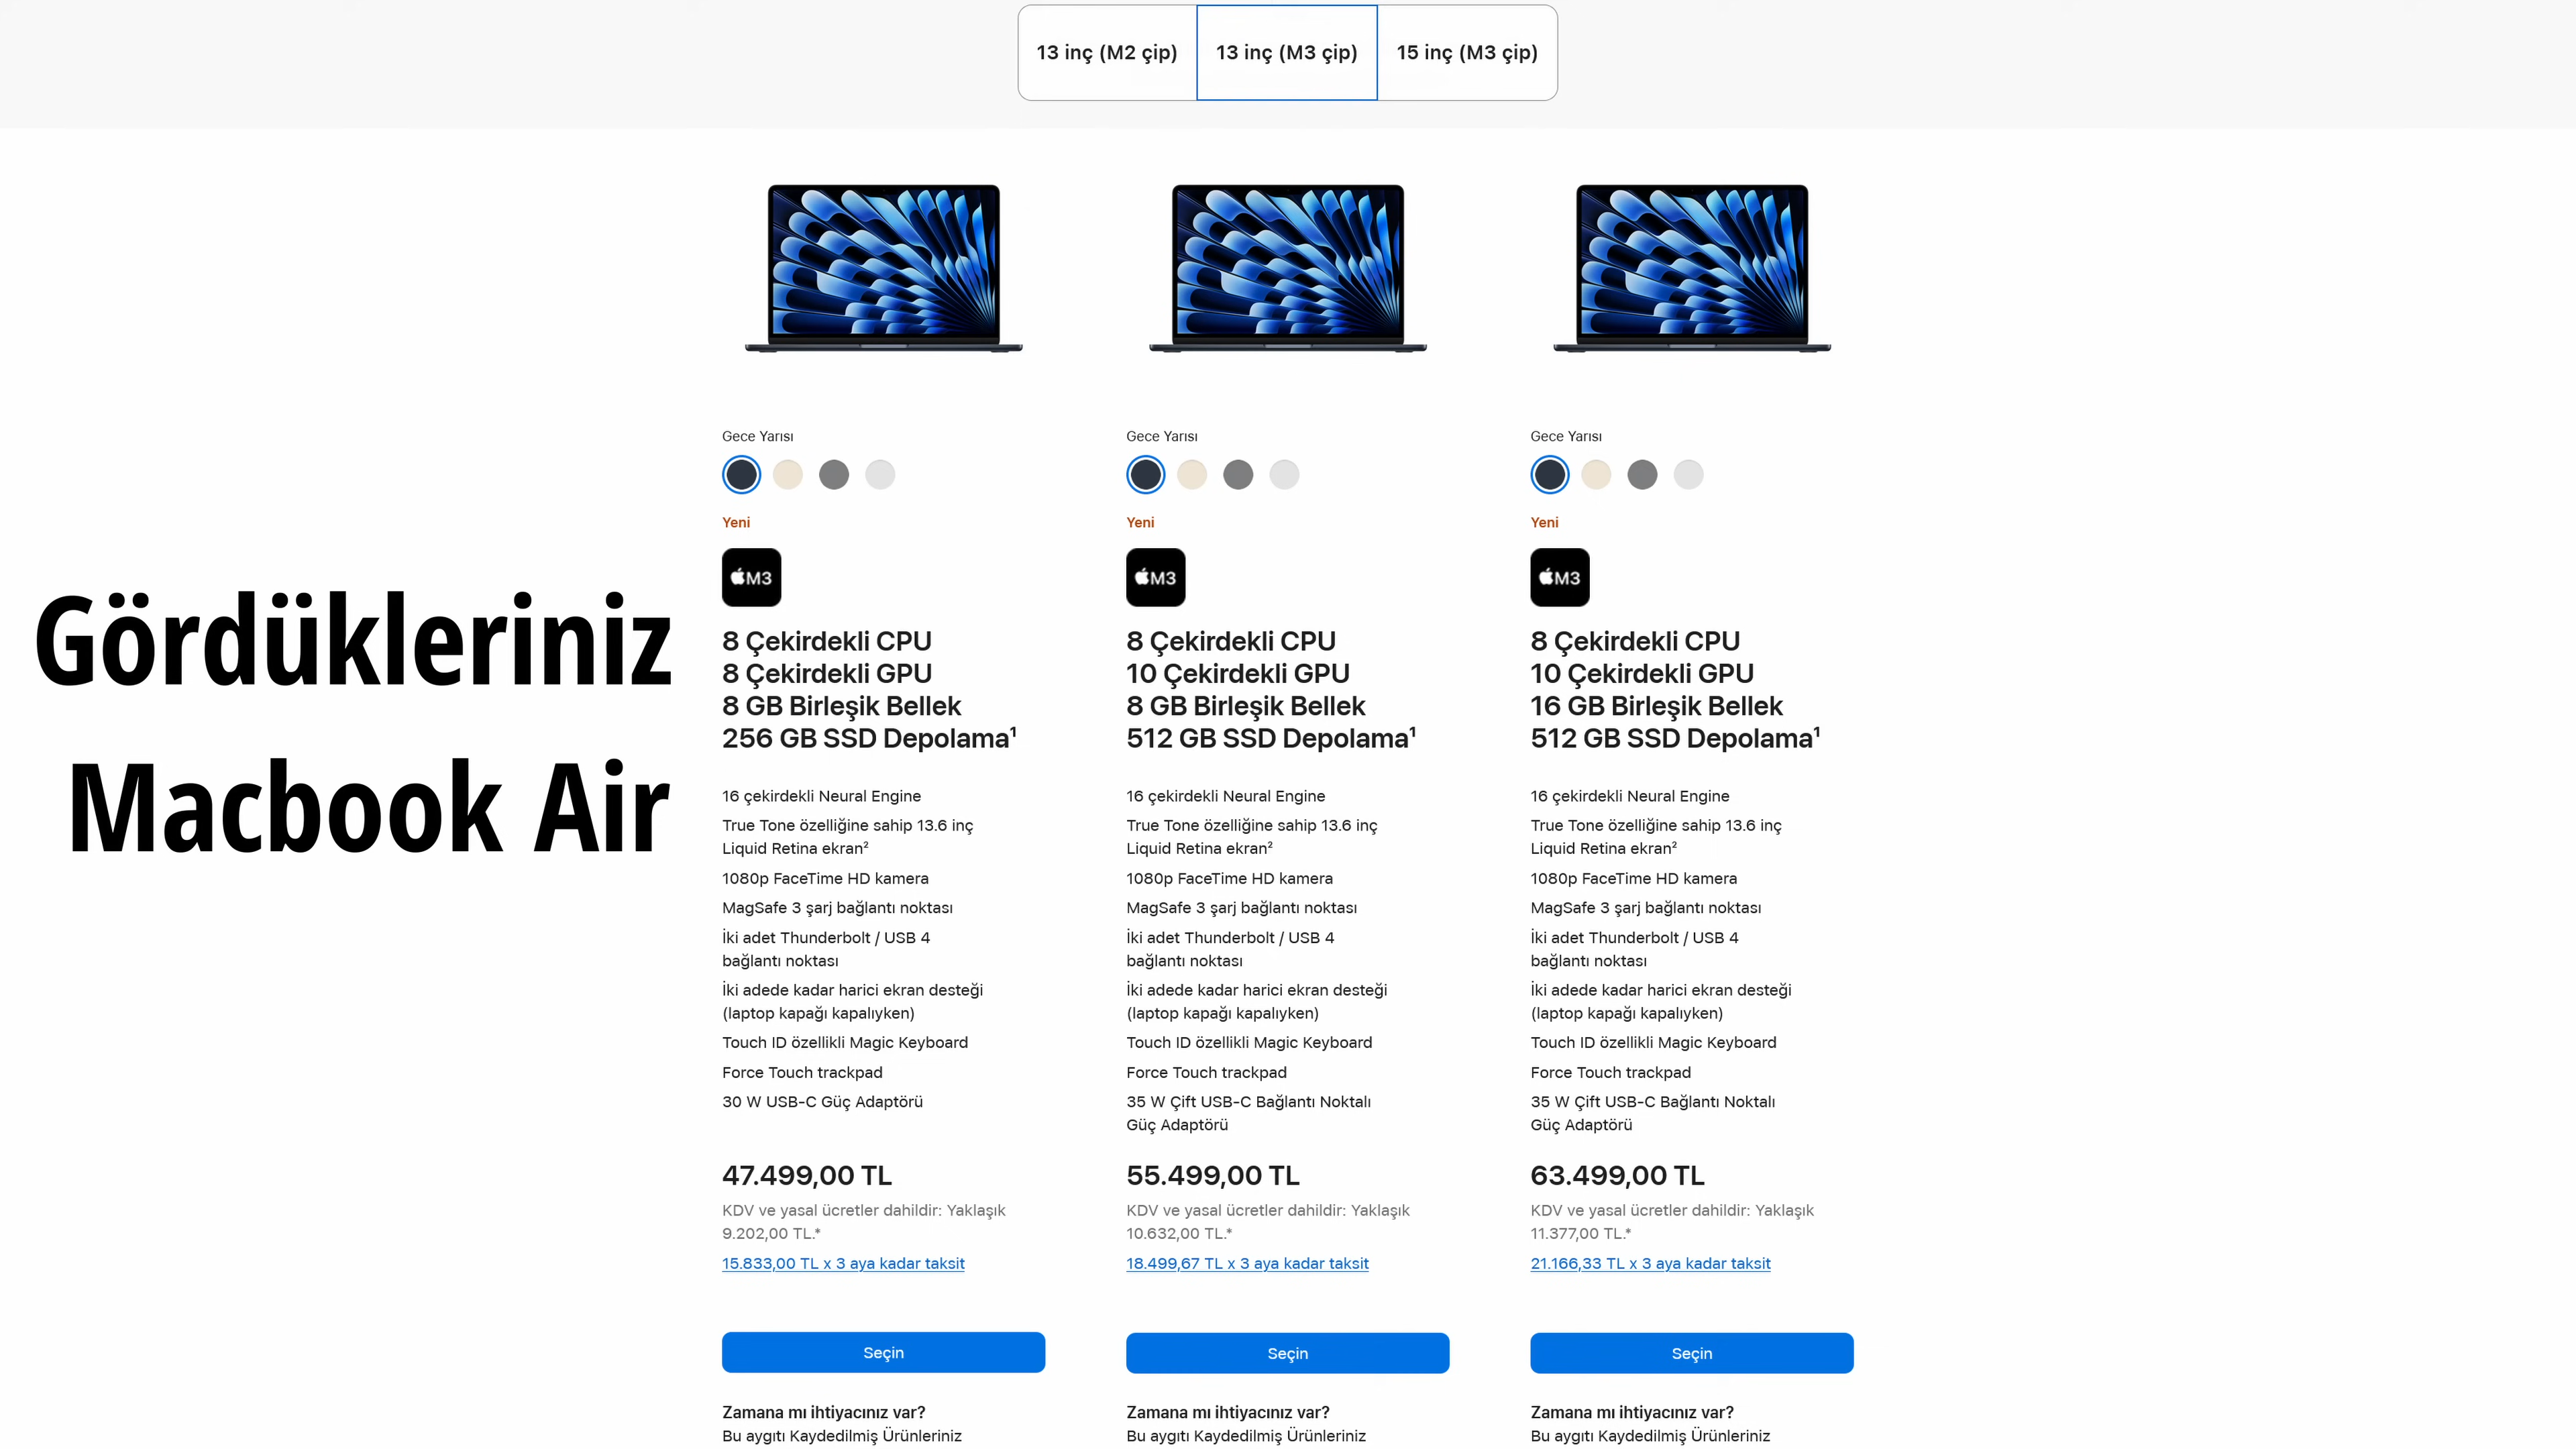 13 inç (M2 çip)
13 inç (M3 çip)
15 inç (M3 çip)
Gördükleriniz
Macbook Air
Gece Yarısı
Yeni
M3
8 Çekirdekli CPU
8 Çekirdekli GPU
8 GB Birleşik Bellek
256 GB SSD Depolama¹
16 çekirdekli Neural Engine
True Tone özelliğine sahip 13.6 inç
Liquid Retina ekran²
1080p FaceTime HD kamera
MagSafe 3 şarj bağlantı noktası
İki adet Thunderbolt / USB 4
bağlantı noktası
İki adede kadar harici ekran desteği
(laptop kapağı kapalıyken)
Touch ID özellikli Magic Keyboard
Force Touch trackpad
30 W USB-C Güç Adaptörü
47.499,00 TL
KDV ve yasal ücretler dahildir: Yaklaşık
9.202,00 TL.*
15.833,00 TL x 3 aya kadar taksit
Seçin
Zamana mı ihtiyacınız var?
Bu aygıtı Kaydedilmiş Ürünleriniz
Gece Yarısı
Yeni
M3
8 Çekirdekli CPU
10 Çekirdekli GPU
8 GB Birleşik Bellek
512 GB SSD Depolama¹
16 çekirdekli Neural Engine
True Tone özelliğine sahip 13.6 inç
Liquid Retina ekran²
1080p FaceTime HD kamera
MagSafe 3 şarj bağlantı noktası
İki adet Thunderbolt / USB 4
bağlantı noktası
İki adede kadar harici ekran desteği
(laptop kapağı kapalıyken)
Touch ID özellikli Magic Keyboard
Force Touch trackpad
35 W Çift USB-C Bağlantı Noktalı
Güç Adaptörü
55.499,00 TL
KDV ve yasal ücretler dahildir: Yaklaşık
10.632,00 TL.*
18.499,67 TL x 3 aya kadar taksit
Seçin
Zamana mı ihtiyacınız var?
Bu aygıtı Kaydedilmiş Ürünleriniz
Gece Yarısı
Yeni
M3
8 Çekirdekli CPU
10 Çekirdekli GPU
16 GB Birleşik Bellek
512 GB SSD Depolama¹
16 çekirdekli Neural Engine
True Tone özelliğine sahip 13.6 inç
Liquid Retina ekran²
1080p FaceTime HD kamera
MagSafe 3 şarj bağlantı noktası
İki adet Thunderbolt / USB 4
bağlantı noktası
İki adede kadar harici ekran desteği
(laptop kapağı kapalıyken)
Touch ID özellikli Magic Keyboard
Force Touch trackpad
35 W Çift USB-C Bağlantı Noktalı
Güç Adaptörü
63.499,00 TL
KDV ve yasal ücretler dahildir: Yaklaşık
11.377,00 TL.*
21.166,33 TL x 3 aya kadar taksit
Seçin
Zamana mı ihtiyacınız var?
Bu aygıtı Kaydedilmiş Ürünleriniz